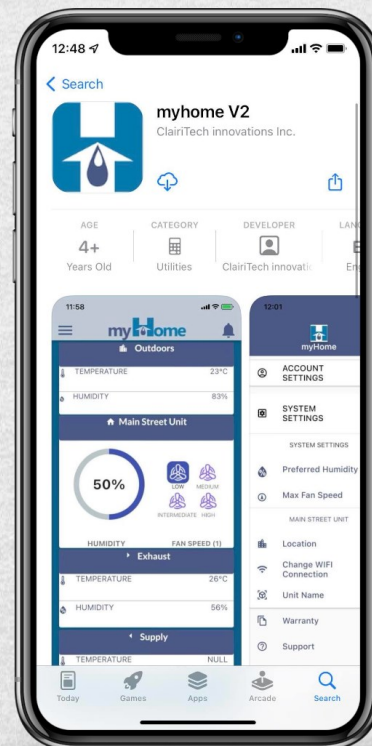 12:48
Search
myhome V2
ClairiTech innovations Inc.
AGE
CATEGORY
DEVELOPER
4+
Years Old
Utilities
ClairiTech innovatio
11:58
myHome
Outdoors
TEMPERATURE
23°C
HUMIDITY
83%
Main Street Unit
50%
LOW
MEDIUM
INTERMEDIATE
HIGH
HUMIDITY
FAN SPEED (1)
Exhaust
TEMPERATURE
26°C
HUMIDITY
56%
Supply
TEMPERATURE
NULL
12:01
myHome
ACCOUNT
SETTINGS
SYSTEM
SETTINGS
SYSTEM SETTINGS
Preferred Humidity
Max Fan Speed
MAIN STREET UNIT
Location
Change WIFI
Connection
Unit Name
Warranty
Support
Today
Games
Apps
Arcade
Search